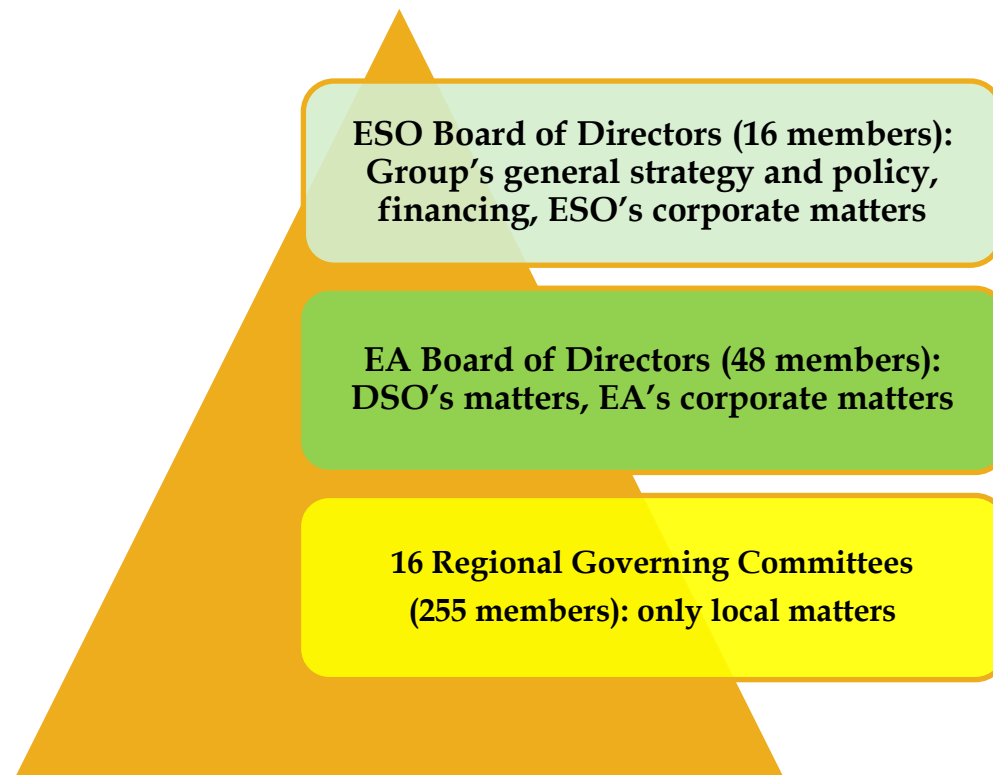 ESO Board of Directors (16 members):
Group’s general strategy and policy,
financing, ESO’s corporate matters
EA Board of Directors (48 members):
DSO’s matters, EA’s corporate matters
16 Regional Governing Committees
(255 members): only local matters